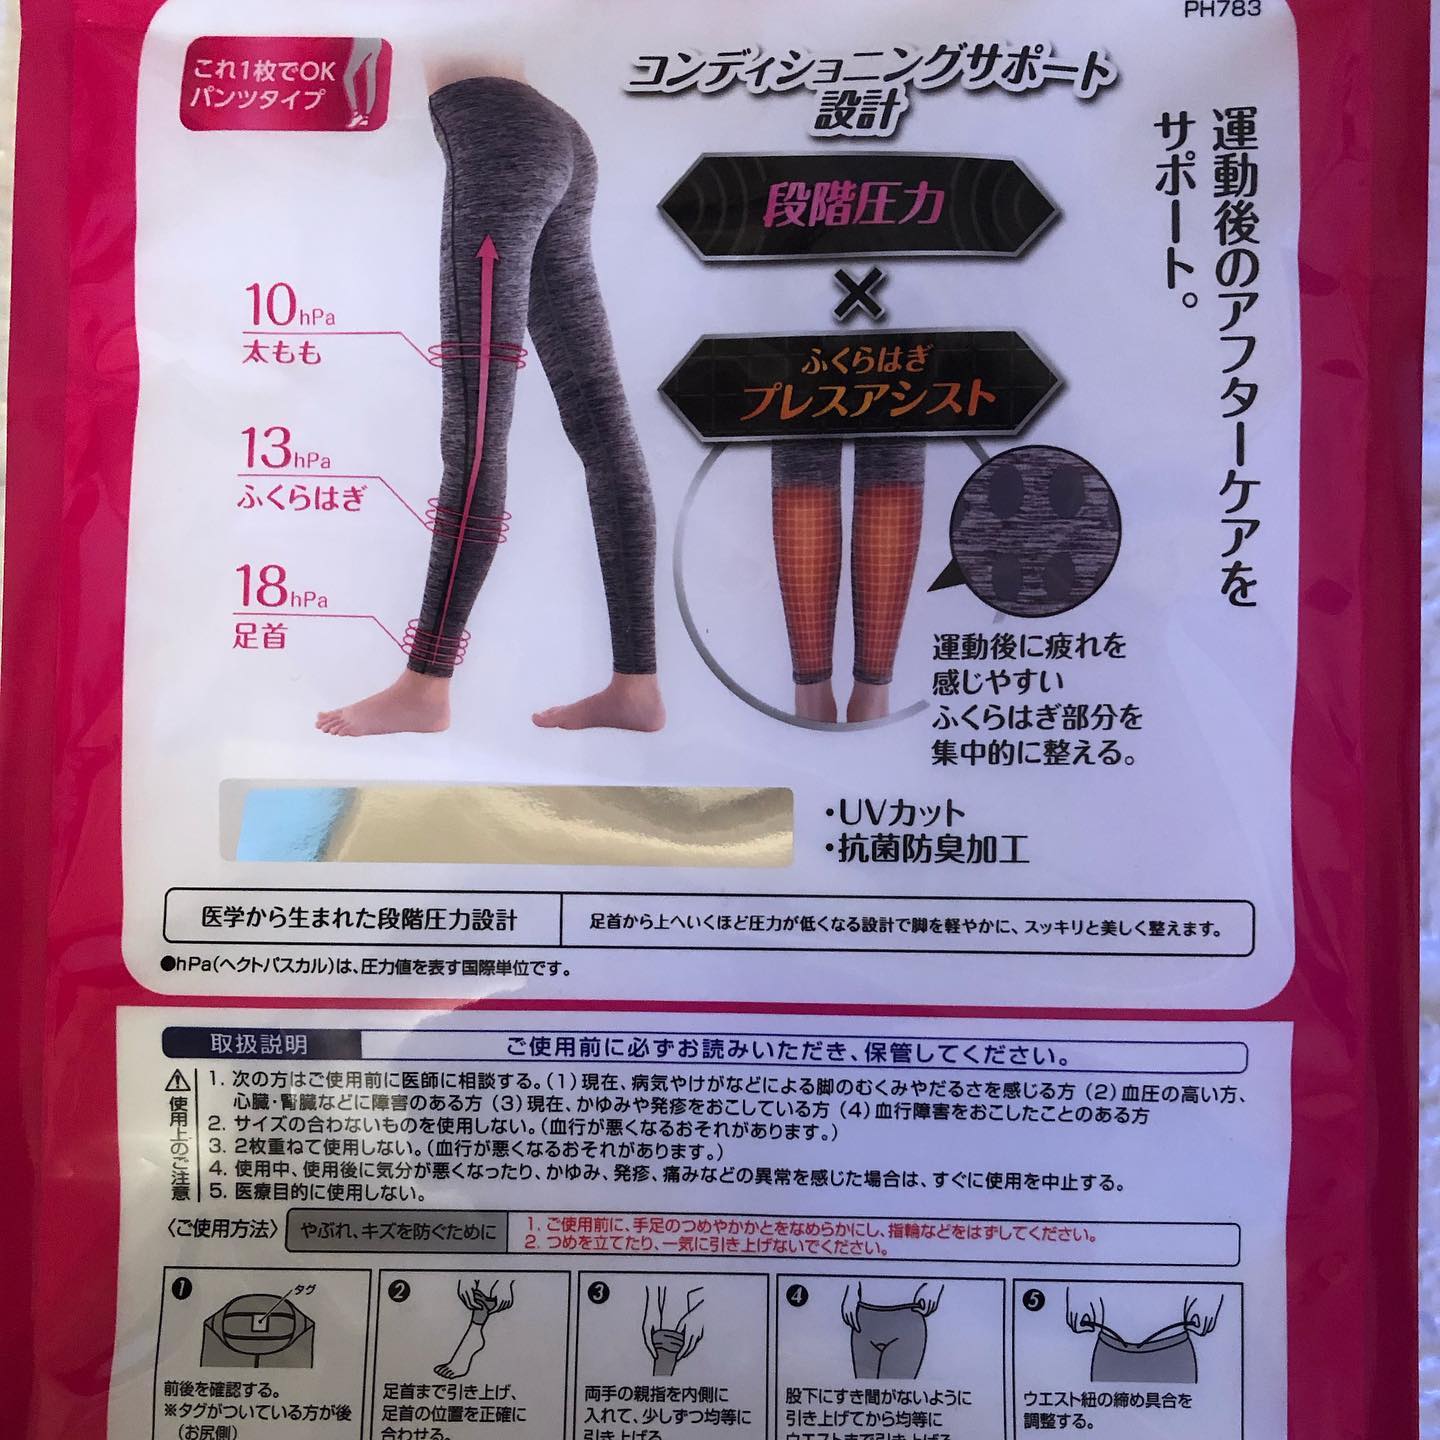 PH783
これ1枚でOK
パンツタイプ
コンディショニングサポート
設計
運動後のアフターケアを
サポート。
段階圧力
×
ふくらはぎ
プレスアシスト
10hPa
太もも
13hPa
ふくらはぎ
18hPa
足首
運動後に疲れを
感じやすい
ふくらはぎ部分を
集中的に整える。
・UVカット
・抗菌防臭加工
医学から生まれた段階圧力設計
足首から上へいくほど圧力が低くなる設計で脚を軽やかに、スッキリと美しく整えます。
●hPa(ヘクトパスカル)は、圧力値を表す国際単位です。
取扱説明
ご使用前に必ずお読みいただき、保管してください。
使用上のご注意
1. 次の方はご使用前に医師に相談する。(1)現在、病気やけがなどによる脚のむくみやだるさを感じる方 (2)血圧の高い方、
心臓・腎臓などに障害のある方 (3)現在、かゆみや発疹をおこしている方 (4)血行障害をおこしたことのある方
2. サイズの合わないものを使用しない。(血行が悪くなるおそれがあります。)
3. 2枚重ねて使用しない。(血行が悪くなるおそれがあります。)
4. 使用中、使用後に気分が悪くなったり、かゆみ、発疹、痛みなどの異常を感じた場合は、すぐに使用を中止する。
5. 医療目的に使用しない。
〈ご使用方法〉
やぶれ、キズを防ぐために
1. ご使用前に、手足のつめやかかとをなめらかにし、指輪などをはずしてください。
2. つめを立てたり、一気に引き上げないでください。
1
タグ
前後を確認する。
※タグがついている方が後
(お尻側)
2
足首まで引き上げ、
足首の位置を正確に
合わせる。
3
両手の親指を内側に
入れて、少しずつ均等に
引き上げる
4
股下にすき間がないように
引き上げてから均等に
ウエストまで引き上げる
5
ウエスト紐の締め具合を
調整する。